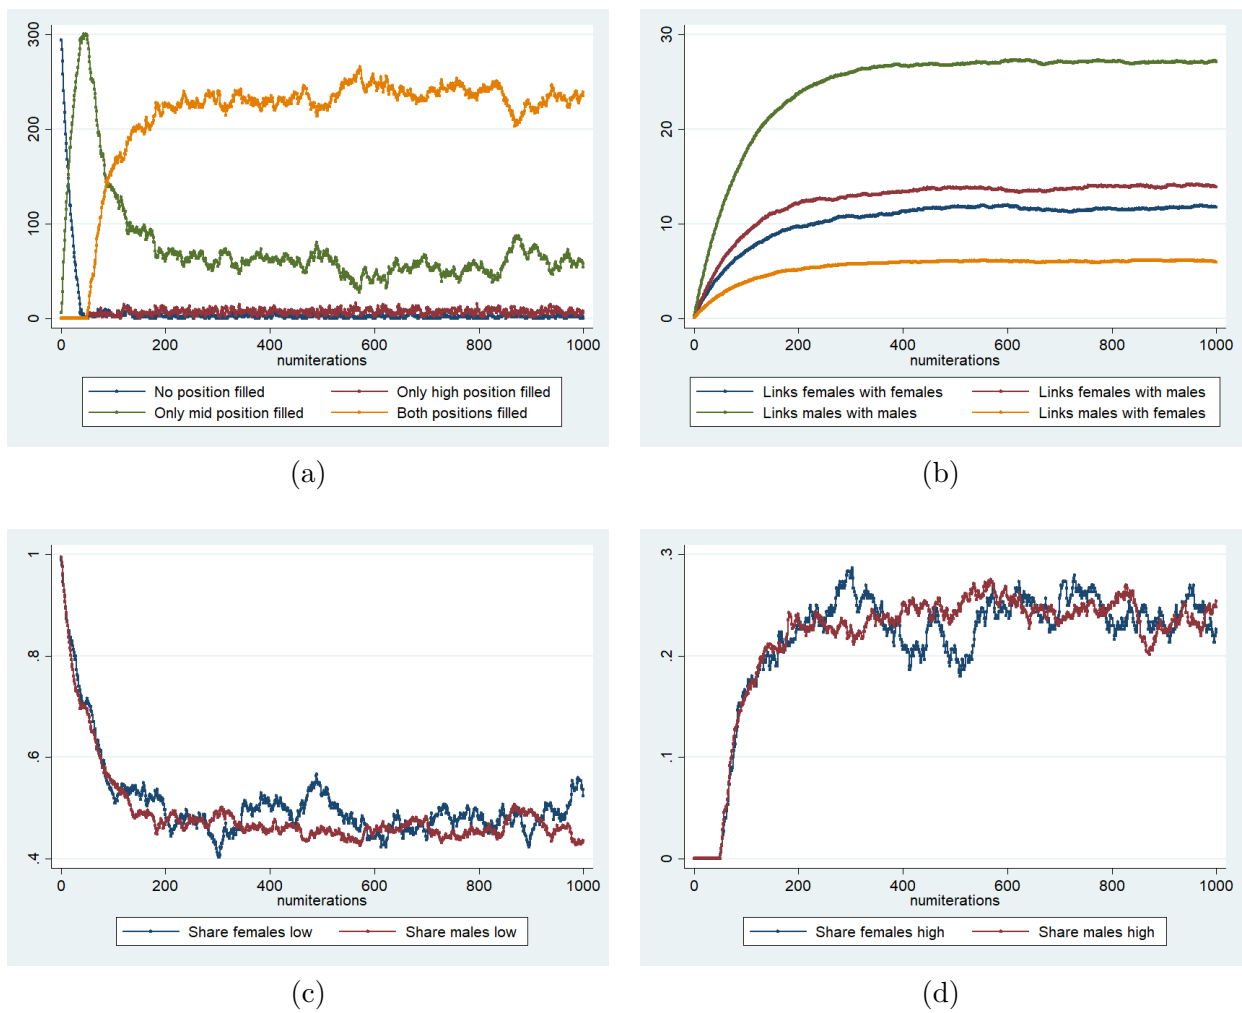 300
200
100
0
0 200 400 600 800 1000
numiterations
No position filled Only high position filled
Only mid position filled Both positions filled
(a)
30
20
10
0
0 200 400 600 800 1000
numiterations
Links females with females Links females with males
Links males with males Links males with females
(b)
1
.8
.6
.4
0 200 400 600 800 1000
numiterations
Share females low Share males low
(c)
.3
.2
.1
0
0 200 400 600 800 1000
numiterations
Share females high Share males high
(d)